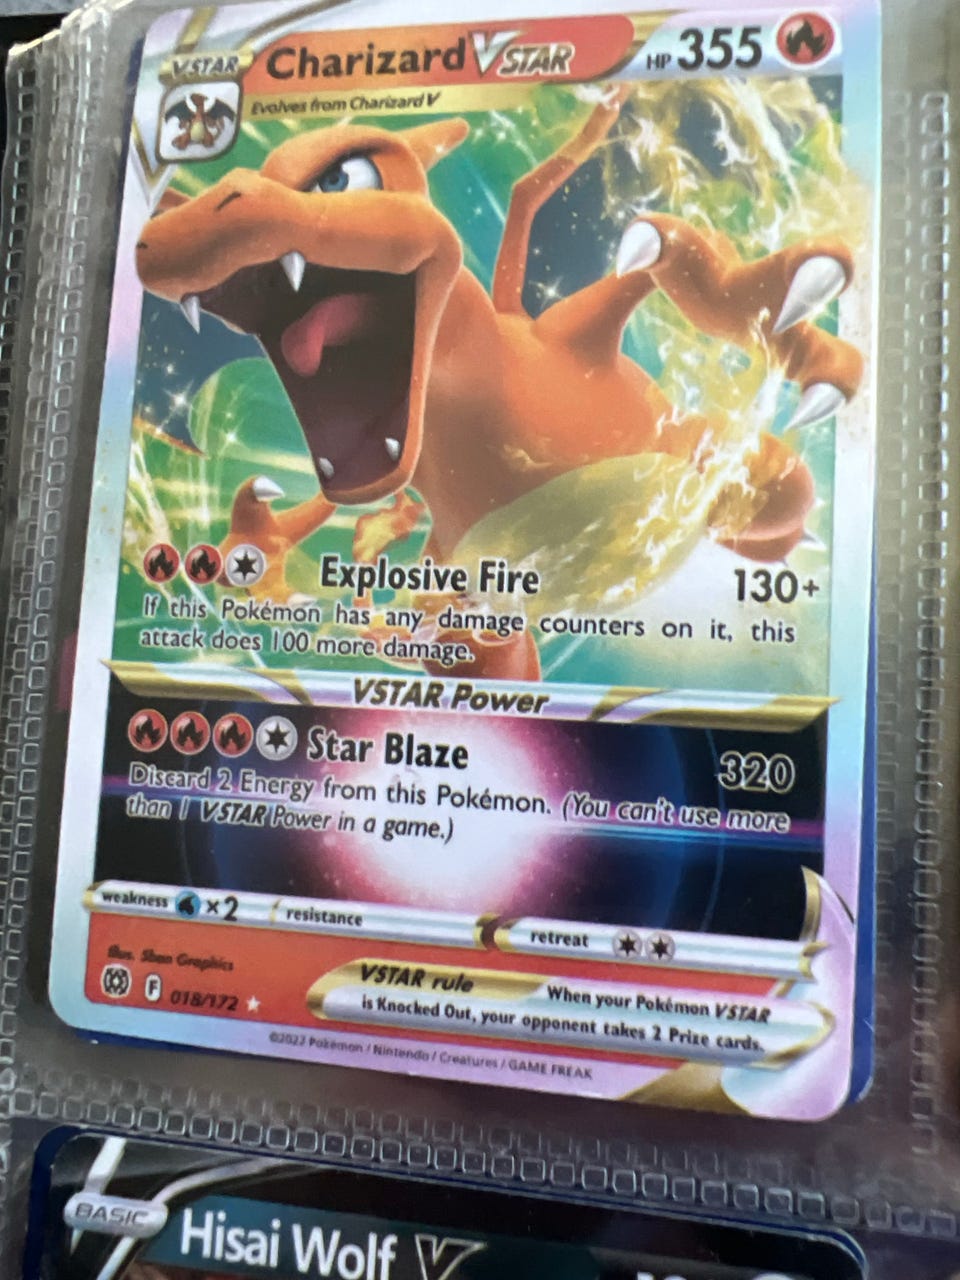 VSTAR
Charizard VSTAR
HP 355
Evolves from Charizard V
Explosive Fire 130+
If this Pokémon has any damage counters on it, this
attack does 100 more damage.
VSTAR Power
Star Blaze 320
Discard 2 Energy from this Pokémon. (You can't use more
than 1 VSTAR Power in a game.)
weakness ×2 resistance retreat
Illus. 5ban Graphics
F 018/172
VSTAR rule When your Pokémon VSTAR
is Knocked Out, your opponent takes 2 Prize cards.
©2022 Pokémon / Nintendo / Creatures / GAME FREAK
BASIC
Hisai Wolf V